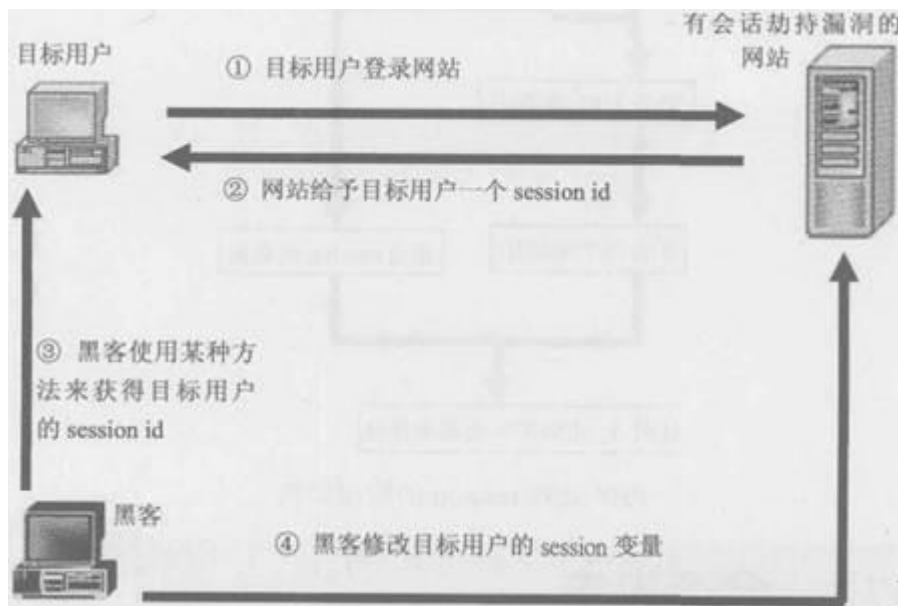 有会话劫持漏洞的
网站
目标用户
① 目标用户登录网站
② 网站给予目标用户一个 session id
③ 黑客使用某种方
法来获得目标用户
的 session id
黑客
④ 黑客修改目标用户的 session 变量